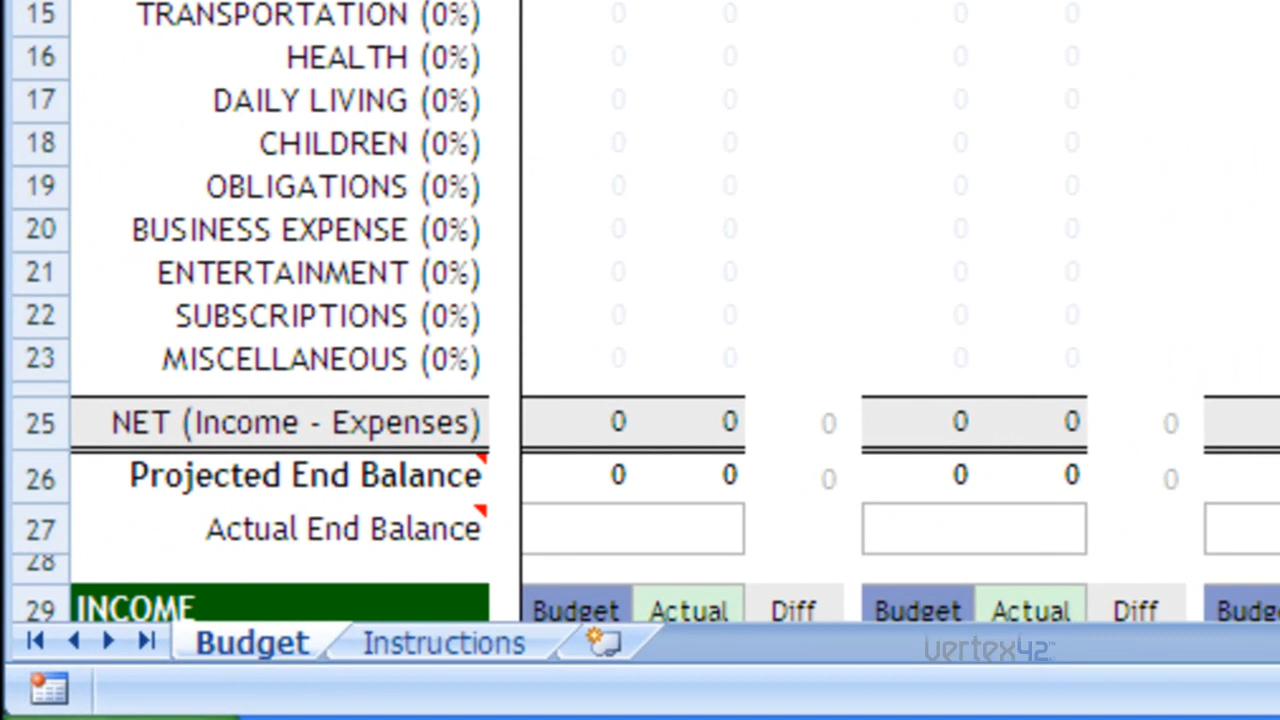 15 TRANSPORTATION (0%) 0 0 0 0
16 HEALTH (0%) 0 0 0 0
17 DAILY LIVING (0%) 0 0 0 0
18 CHILDREN (0%) 0 0 0 0
19 OBLIGATIONS (0%) 0 0 0 0
20 BUSINESS EXPENSE (0%) 0 0 0 0
21 ENTERTAINMENT (0%) 0 0 0 0
22 SUBSCRIPTIONS (0%) 0 0 0 0
23 MISCELLANEOUS (0%) 0 0 0 0
25 NET (Income - Expenses) 0 0 0 0 0 0
26 Projected End Balance 0 0 0 0 0 0
27 Actual End Balance
28
29 INCOME Budget Actual Diff Budget Actual Diff Budge
Budget Instructions
vertex42